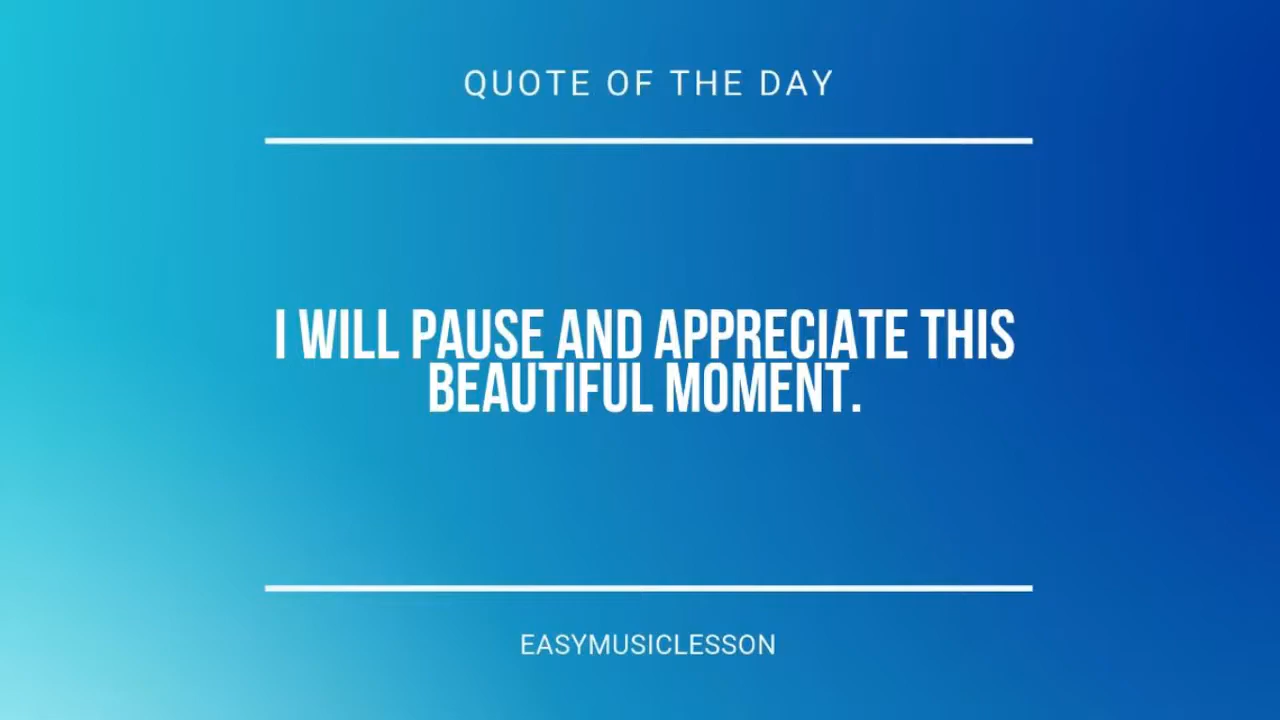 QUOTE OF THE DAY
I WILL PAUSE AND APPRECIATE THIS
BEAUTIFUL MOMENT.
EASYMUSICLESSON